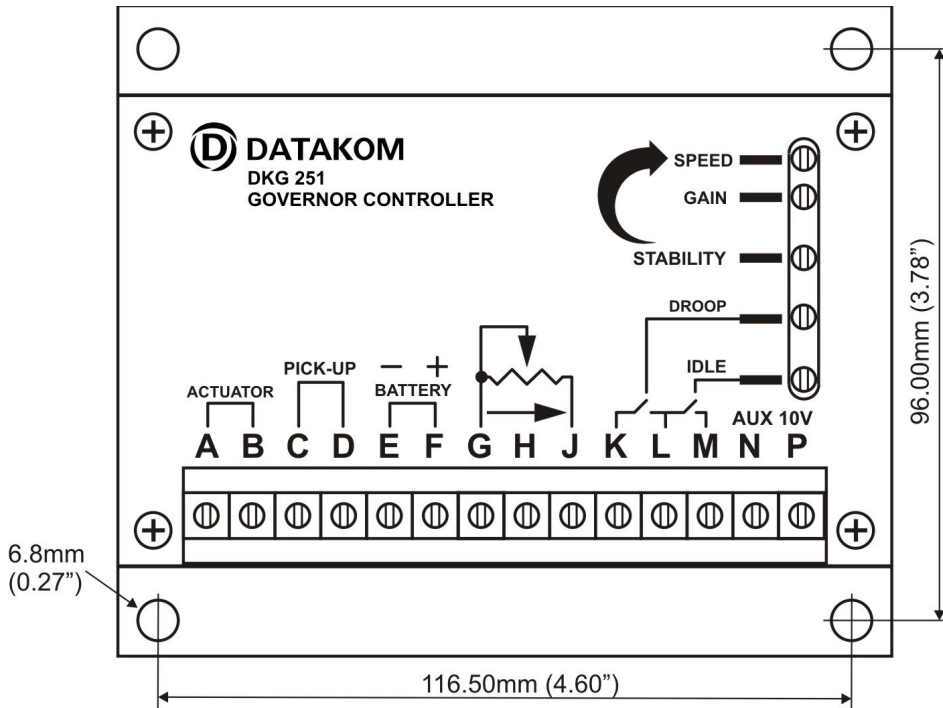 D DATAKOM
DKG 251
GOVERNOR CONTROLLER
SPEED
GAIN
STABILITY
DROOP
IDLE
PICK-UP
ACTUATOR
− +
BATTERY
AUX 10V
A B C D E F G H J K L M N P
6.8mm
(0.27”)
116.50mm (4.60”)
96.00mm (3.78”)